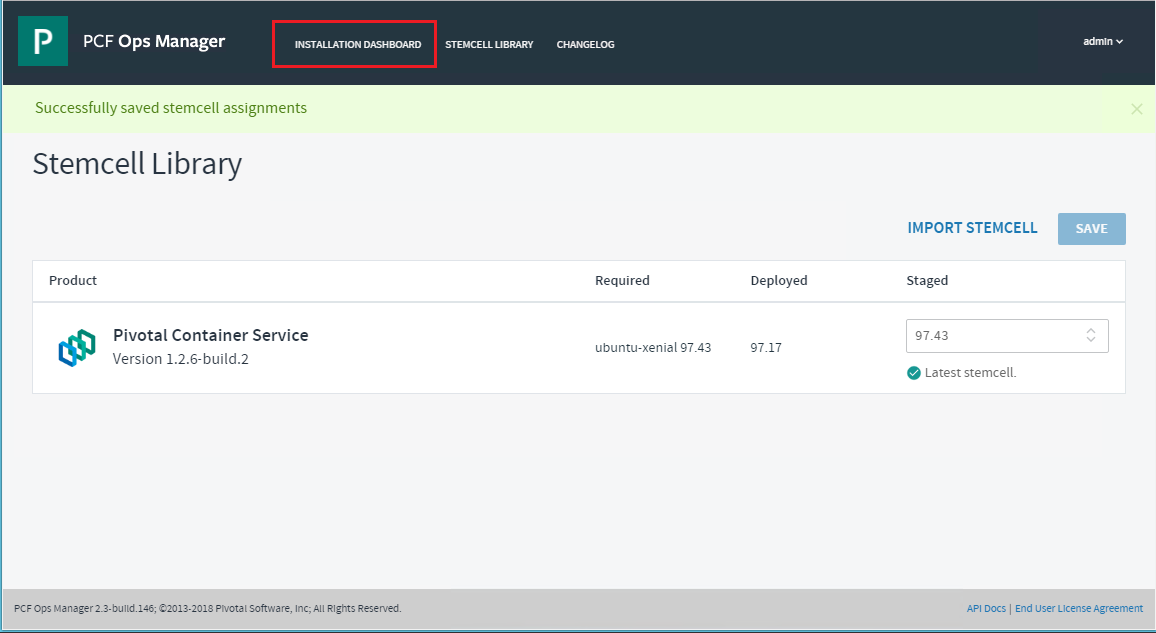 P PCF Ops Manager INSTALLATION DASHBOARD STEMCELL LIBRARY CHANGELOG admin
Successfully saved stemcell assignments ×
Stemcell Library
IMPORT STEMCELL SAVE
Product Required Deployed Staged
Pivotal Container Service
Version 1.2.6-build.2
ubuntu-xenial 97.43 97.17 97.43
Latest stemcell.
PCF Ops Manager 2.3-build.146; ©2013-2018 Pivotal Software, Inc; All Rights Reserved. API Docs | End User License Agreement